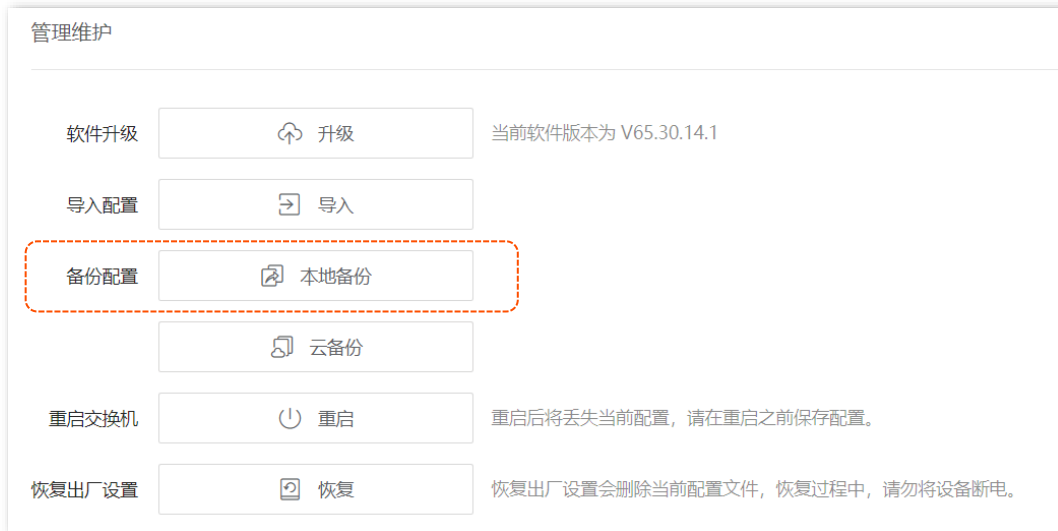 管理维护
软件升级 升级 当前软件版本为 V65.30.14.1
导入配置 导入
备份配置 本地备份
云备份
重启交换机 重启 重启后将丢失当前配置，请在重启之前保存配置。
恢复出厂设置 恢复 恢复出厂设置会删除当前配置文件，恢复过程中，请勿将设备断电。